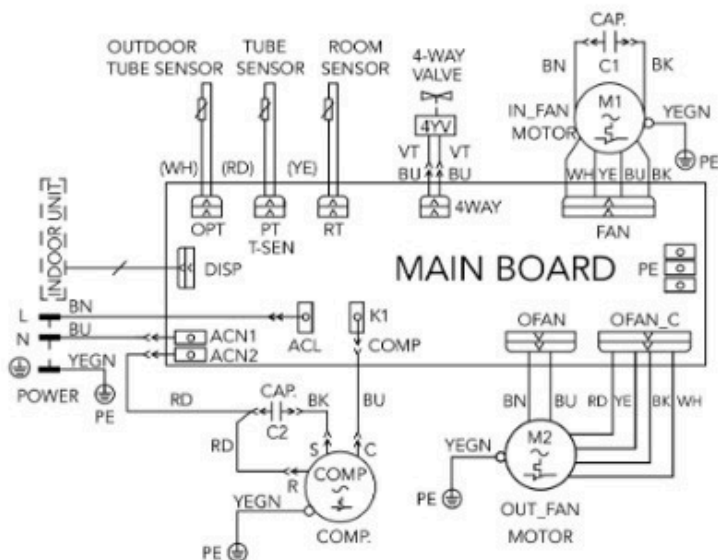 OUTDOOR
TUBE SENSOR
TUBE
SENSOR
ROOM
SENSOR
4-WAY
VALVE
4YV
CAP.
C1
BN
BK
M1
IN_FAN
MOTOR
YEGN
PE
(WH)
(RD)
(YE)
VT
VT
BU
BU
WH
YE
BU
BK
OPT
PT
T-SEN
RT
4WAY
FAN
INDOOR UNIT
DISP
MAIN BOARD
PE
L
BN
N
BU
YEGN
POWER
PE
ACN1
ACN2
ACL
K1
COMP
OFAN
OFAN_C
RD
CAP.
C2
BK
BU
RD
S
C
R
COMP
YEGN
PE
COMP.
BN
BU
RD
YE
BK
WH
YEGN
M2
PE
OUT_FAN
MOTOR